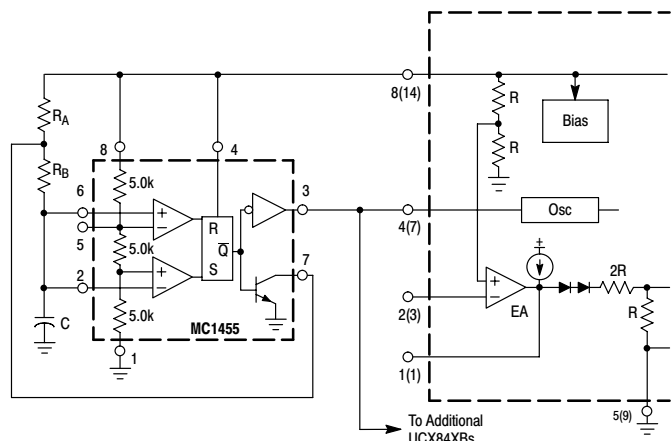 8(14)
R
Bias
R
RA
RB
8
4
6
5.0k
3
R
5
5.0k
Q
7
4(7)
Osc
2
S
5.0k
2R
EA
R
2(3)
C
MC1455
1
1(1)
5(9)
To Additional
UCX84XBs
+
−
+
−
+
−
+